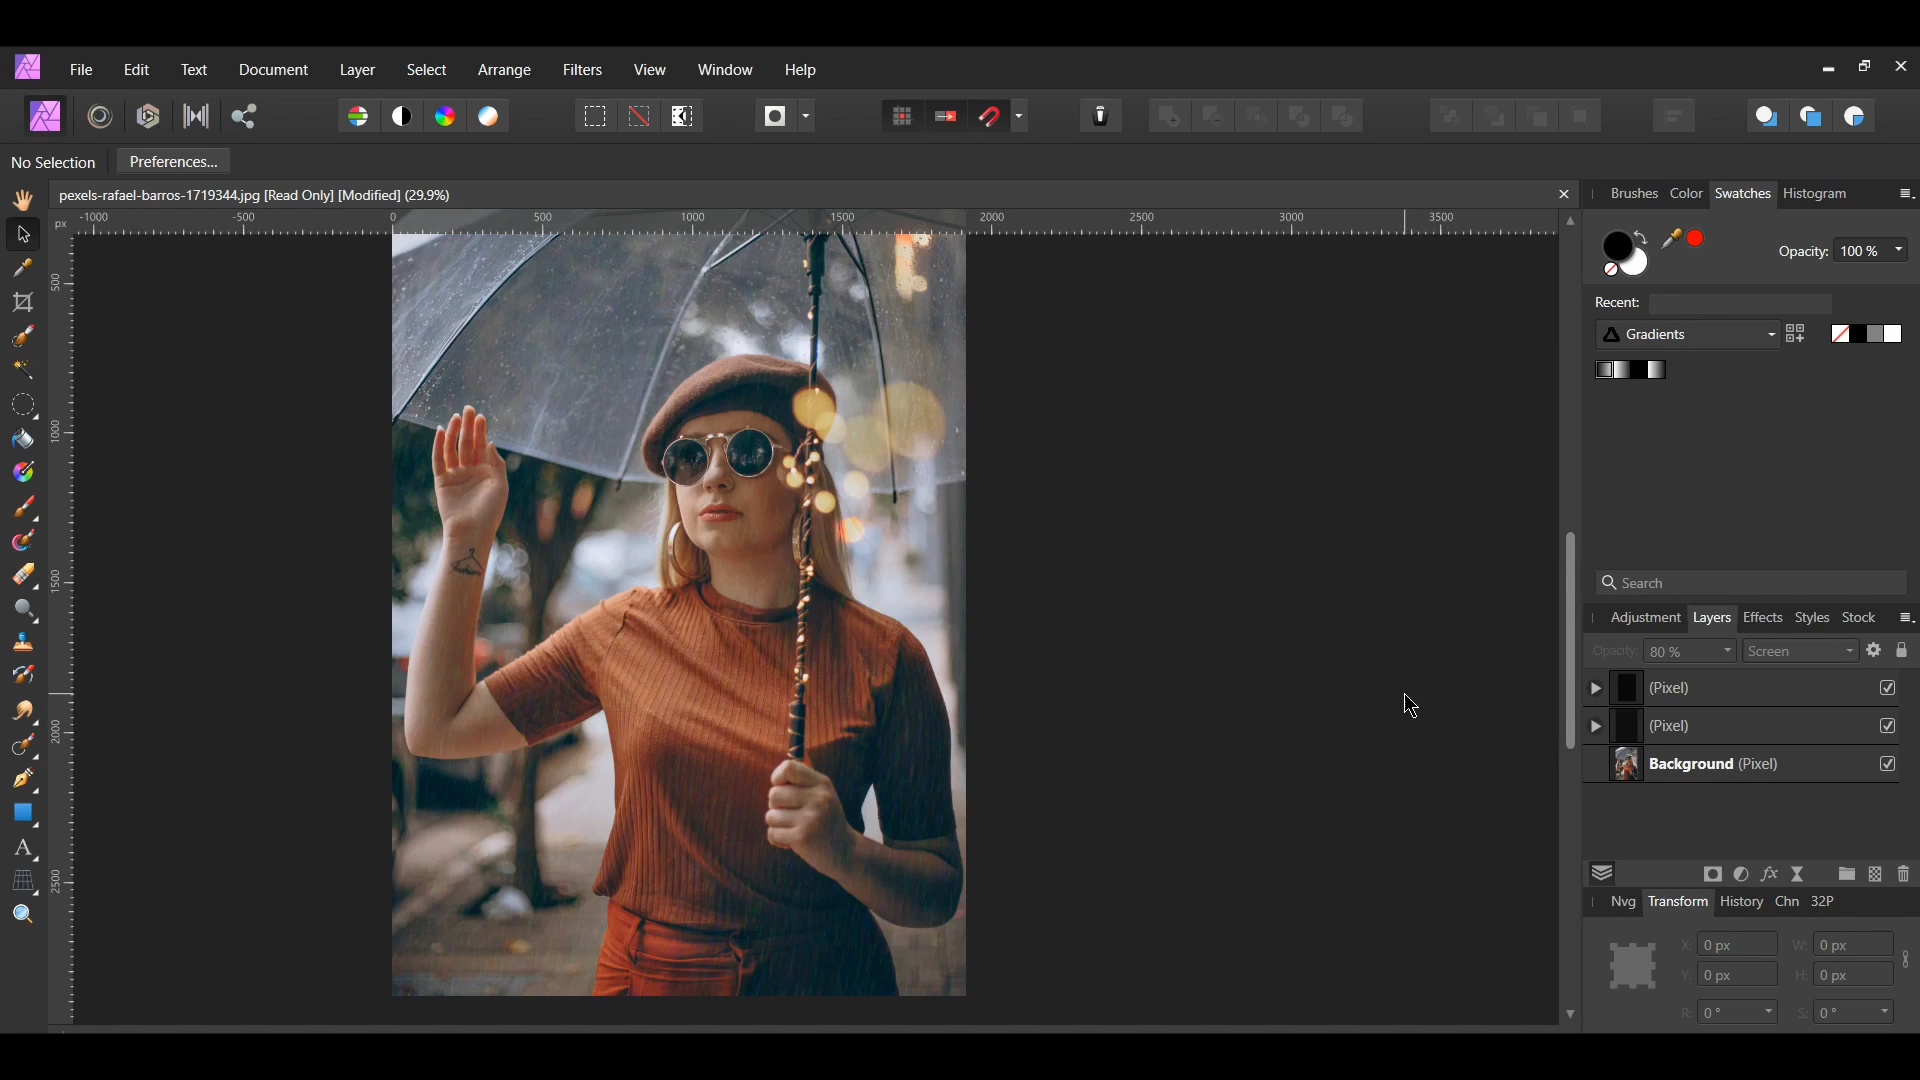 File Edit Text Document Layer Select Arrange Filters View Window Help
No Selection Preferences...
pexels-rafael-barros-1719344.jpg [Read Only] [Modified] (29.9%)
Brushes Color Swatches Histogram
px -1000 -500 0 500 1000 1500 2000 2500 3000 3500
500
1000
1500
2000
2500
Opacity: 100 %
Recent:
Gradients
Search
Adjustment Layers Effects Styles Stock
Opacity: 80 % Screen
(Pixel)
(Pixel)
Background (Pixel)
Nvg Transform History Chn 32P
X: 0 px W: 0 px
Y: 0 px H: 0 px
R: 0 ° S: 0 °